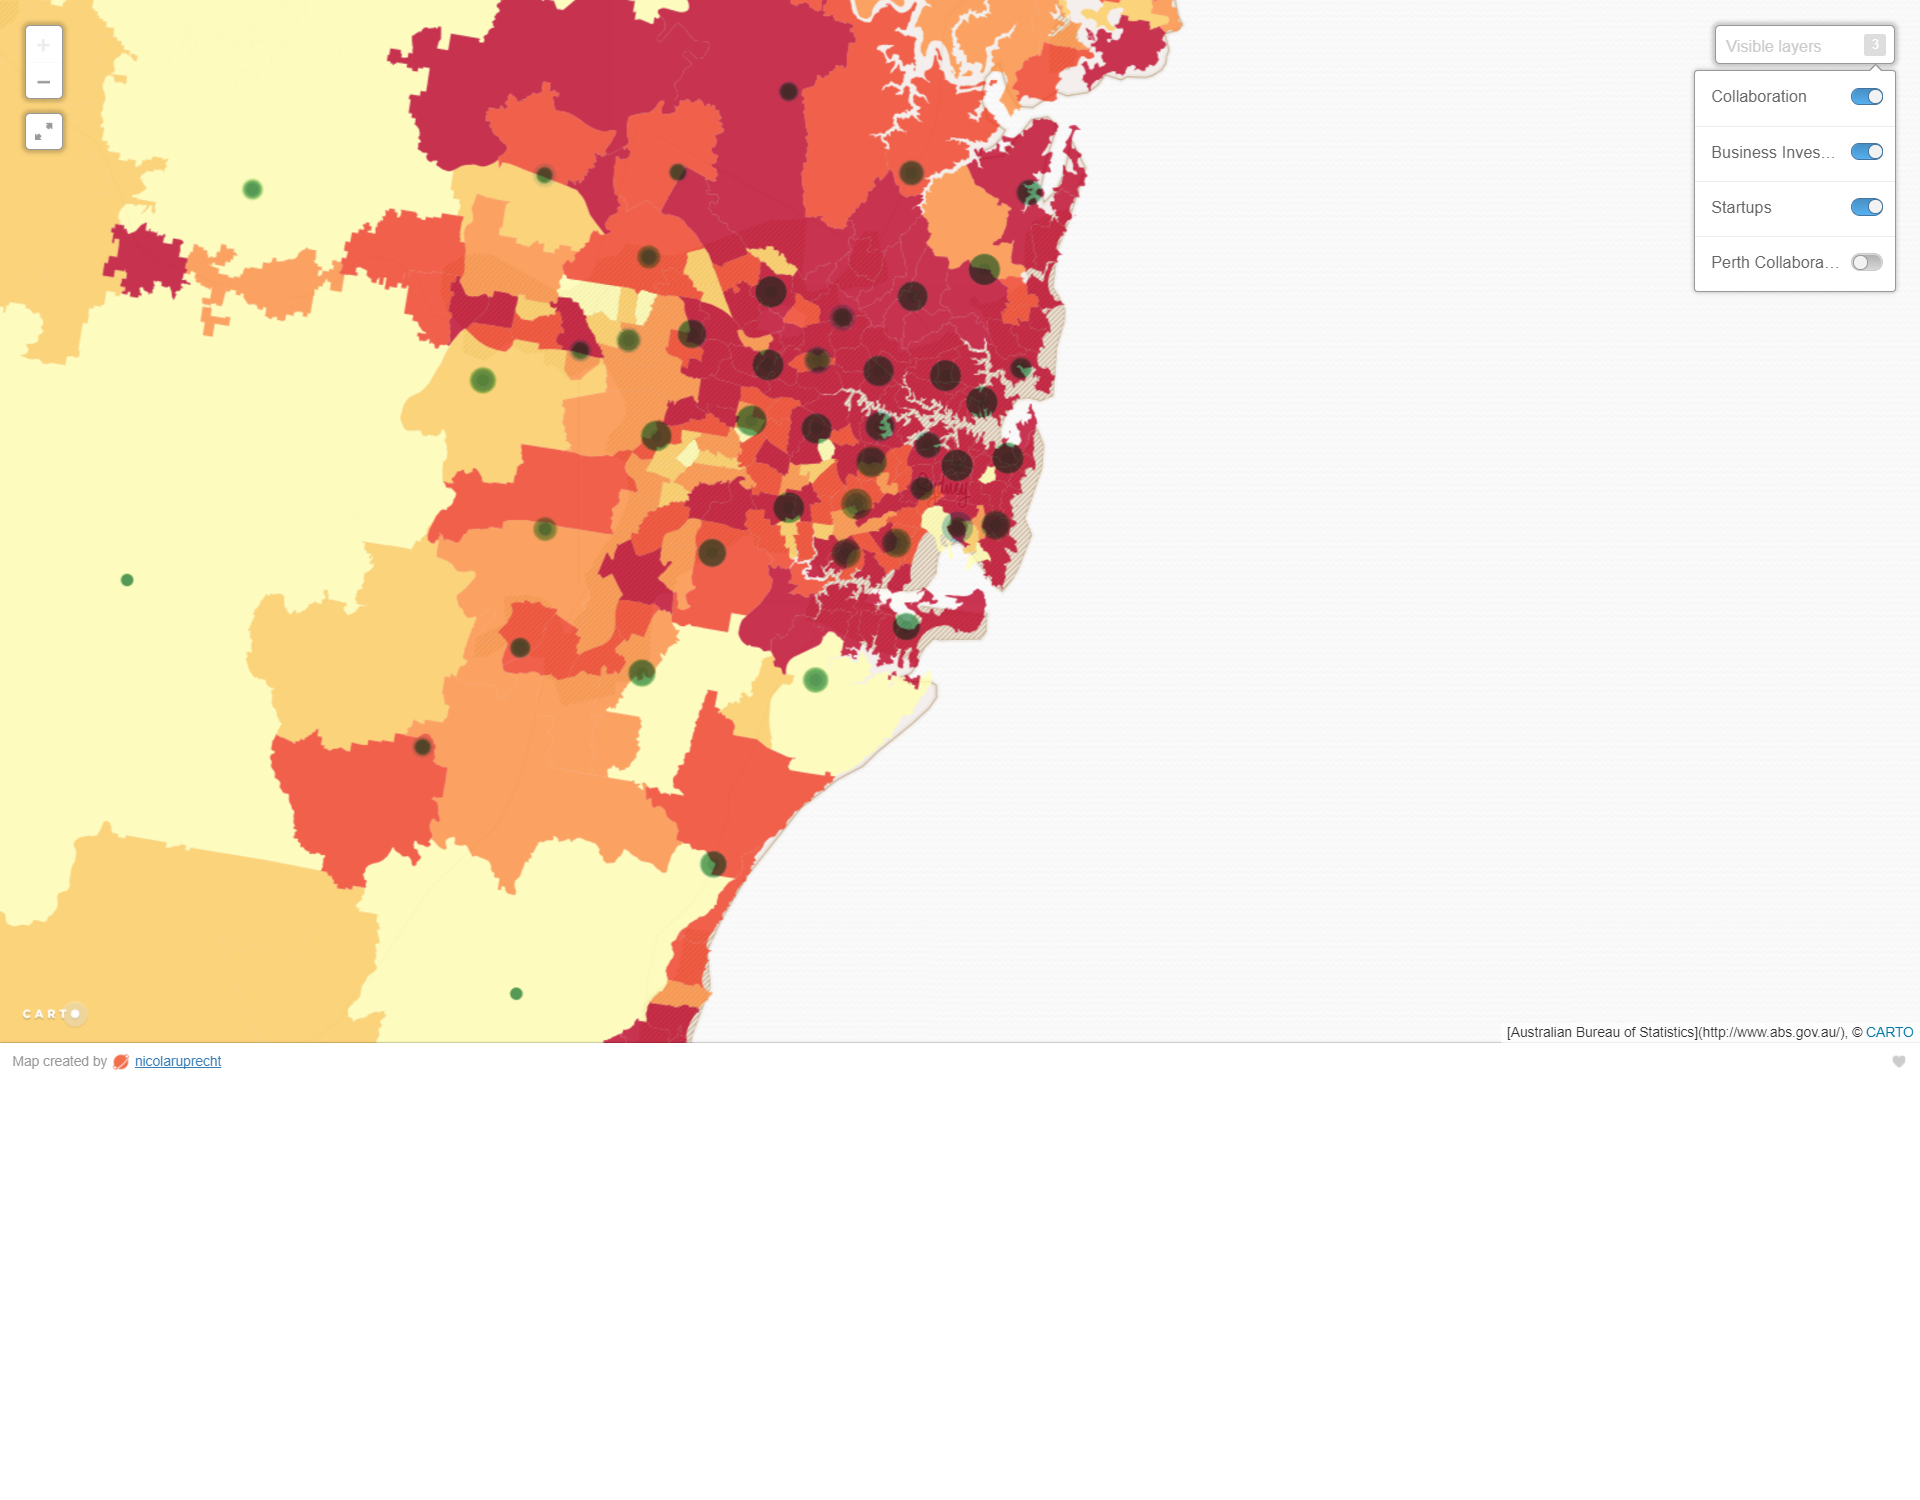 +
−
Visible layers 3
Collaboration
Business Inves...
Startups
Perth Collabora...
CARTO
[Australian Bureau of Statistics](http://www.abs.gov.au/), © CARTO
Map created by nicolaruprecht